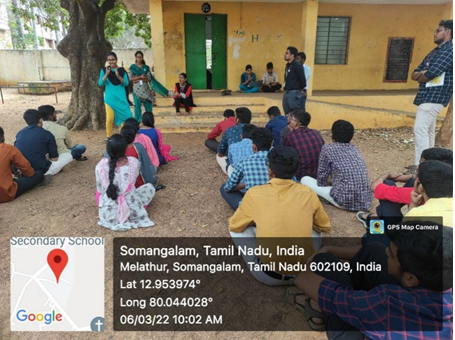 GPS Map Camera
Secondary School
Google
Somangalam, Tamil Nadu, India
Melathur, Somangalam, Tamil Nadu 602109, India
Lat 12.953974°
Long 80.044028°
06/03/22 10:02 AM